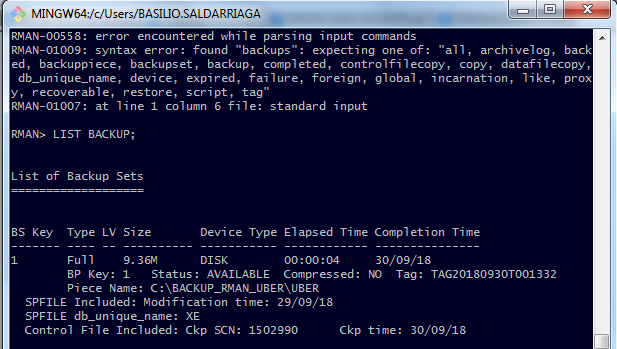 MINGW64:/c/Users/BASILIO.SALDARRIAGA
RMAN-00558: error encountered while parsing input commands
RMAN-01009: syntax error: found "backups": expecting one of: "all, archivelog, back
ed, backuppiece, backupset, backup, completed, controlfilecopy, copy, datafilecopy,
 db_unique_name, device, expired, failure, foreign, global, incarnation, like, prox
y, recoverable, restore, script, tag"
RMAN-01007: at line 1 column 6 file: standard input
RMAN> LIST BACKUP;
List of Backup Sets
===================
BS Key  Type LV Size       Device Type Elapsed Time Completion Time
------- ---- -- ---------- ----------- ------------ ---------------
1       Full    9.36M      DISK        00:00:04     30/09/18
        BP Key: 1   Status: AVAILABLE  Compressed: NO  Tag: TAG20180930T001332
        Piece Name: C:\BACKUP_RMAN_UBER\UBER
  SPFILE Included: Modification time: 29/09/18
  SPFILE db_unique_name: XE
  Control File Included: Ckp SCN: 1502990      Ckp time: 30/09/18